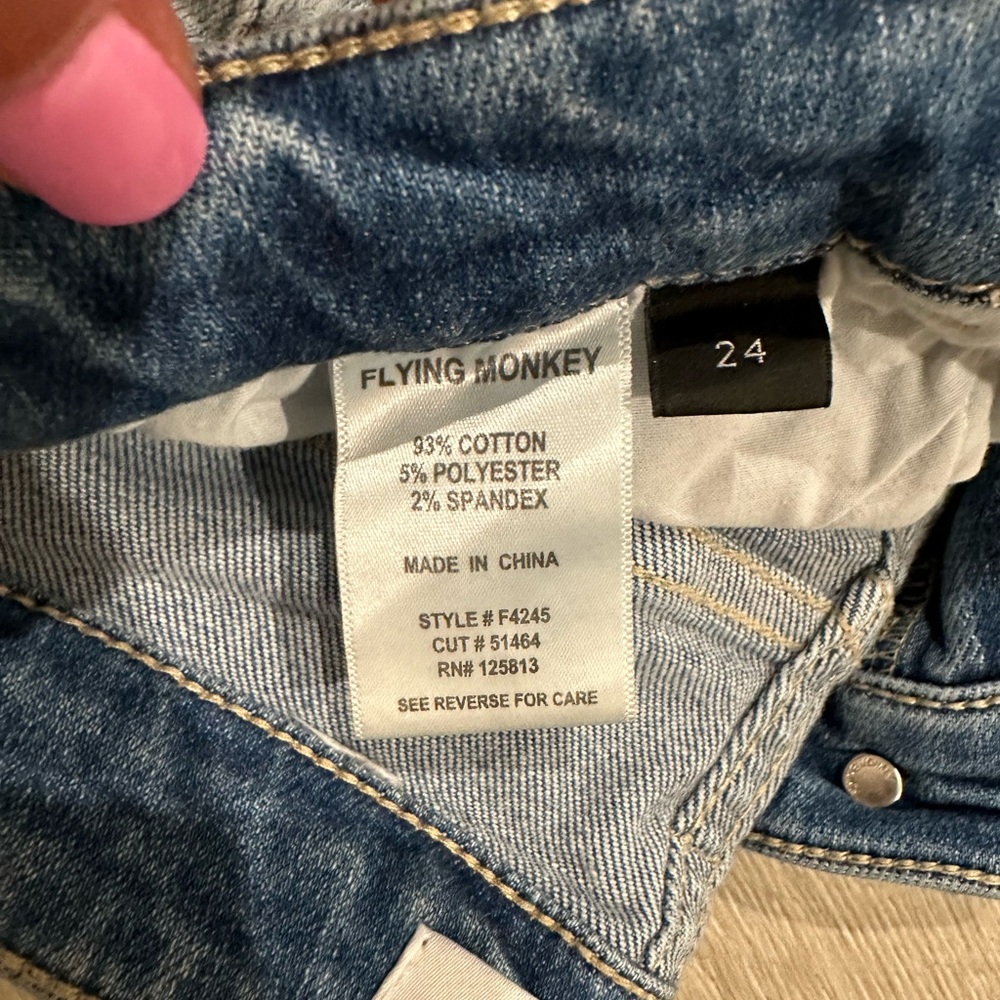 FLYING MONKEY
24
93% COTTON
5% POLYESTER
2% SPANDEX
MADE IN CHINA
STYLE # F4245
CUT # 51464
RN# 125813
SEE REVERSE FOR CARE